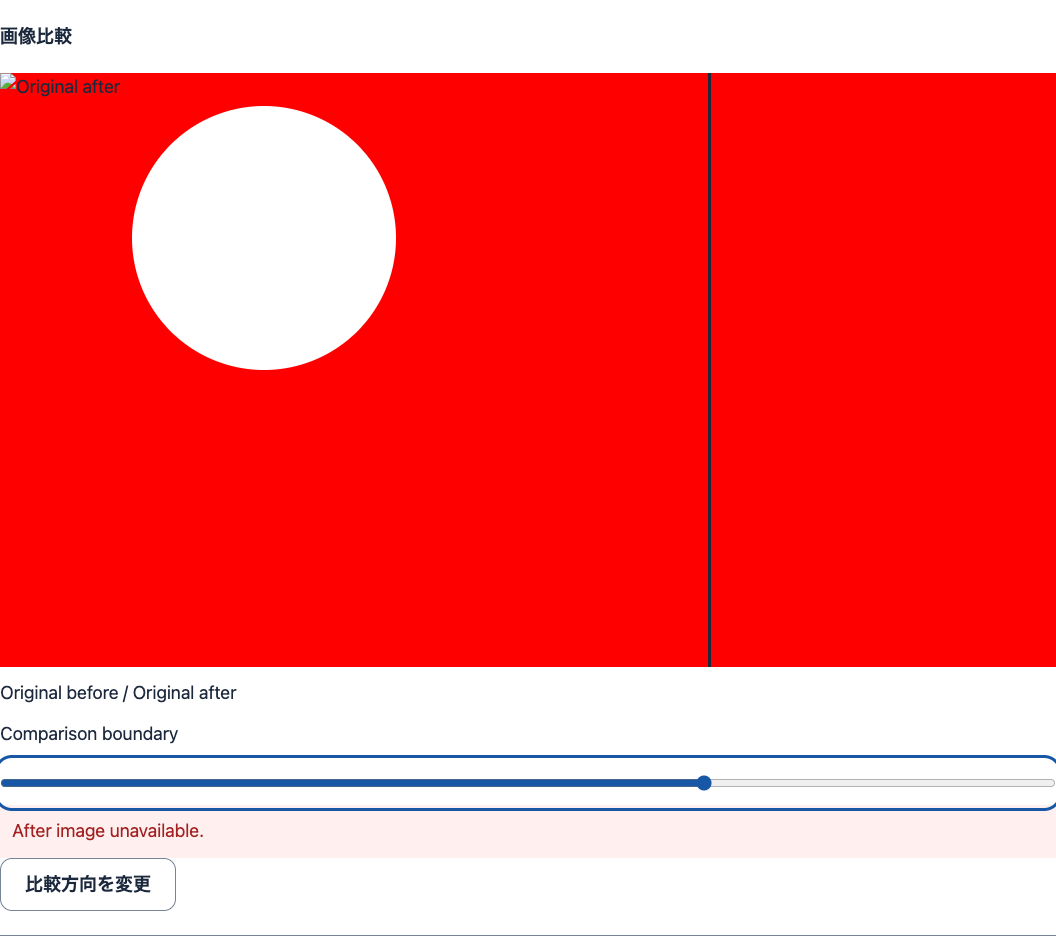 画像比較
Original after
Original before / Original after
Comparison boundary
After image unavailable.
比較方向を変更